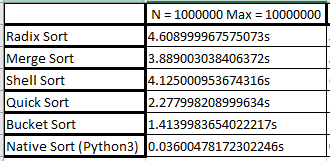 N = 1000000 Max = 10000000
Radix Sort 4.608999967575073s
Merge Sort 3.889003038406372s
Shell Sort 4.125000953674316s
Quick Sort 2.277998208999634s
Bucket Sort 1.4139983654022217s
Native Sort (Python3) 0.03600478172302246s